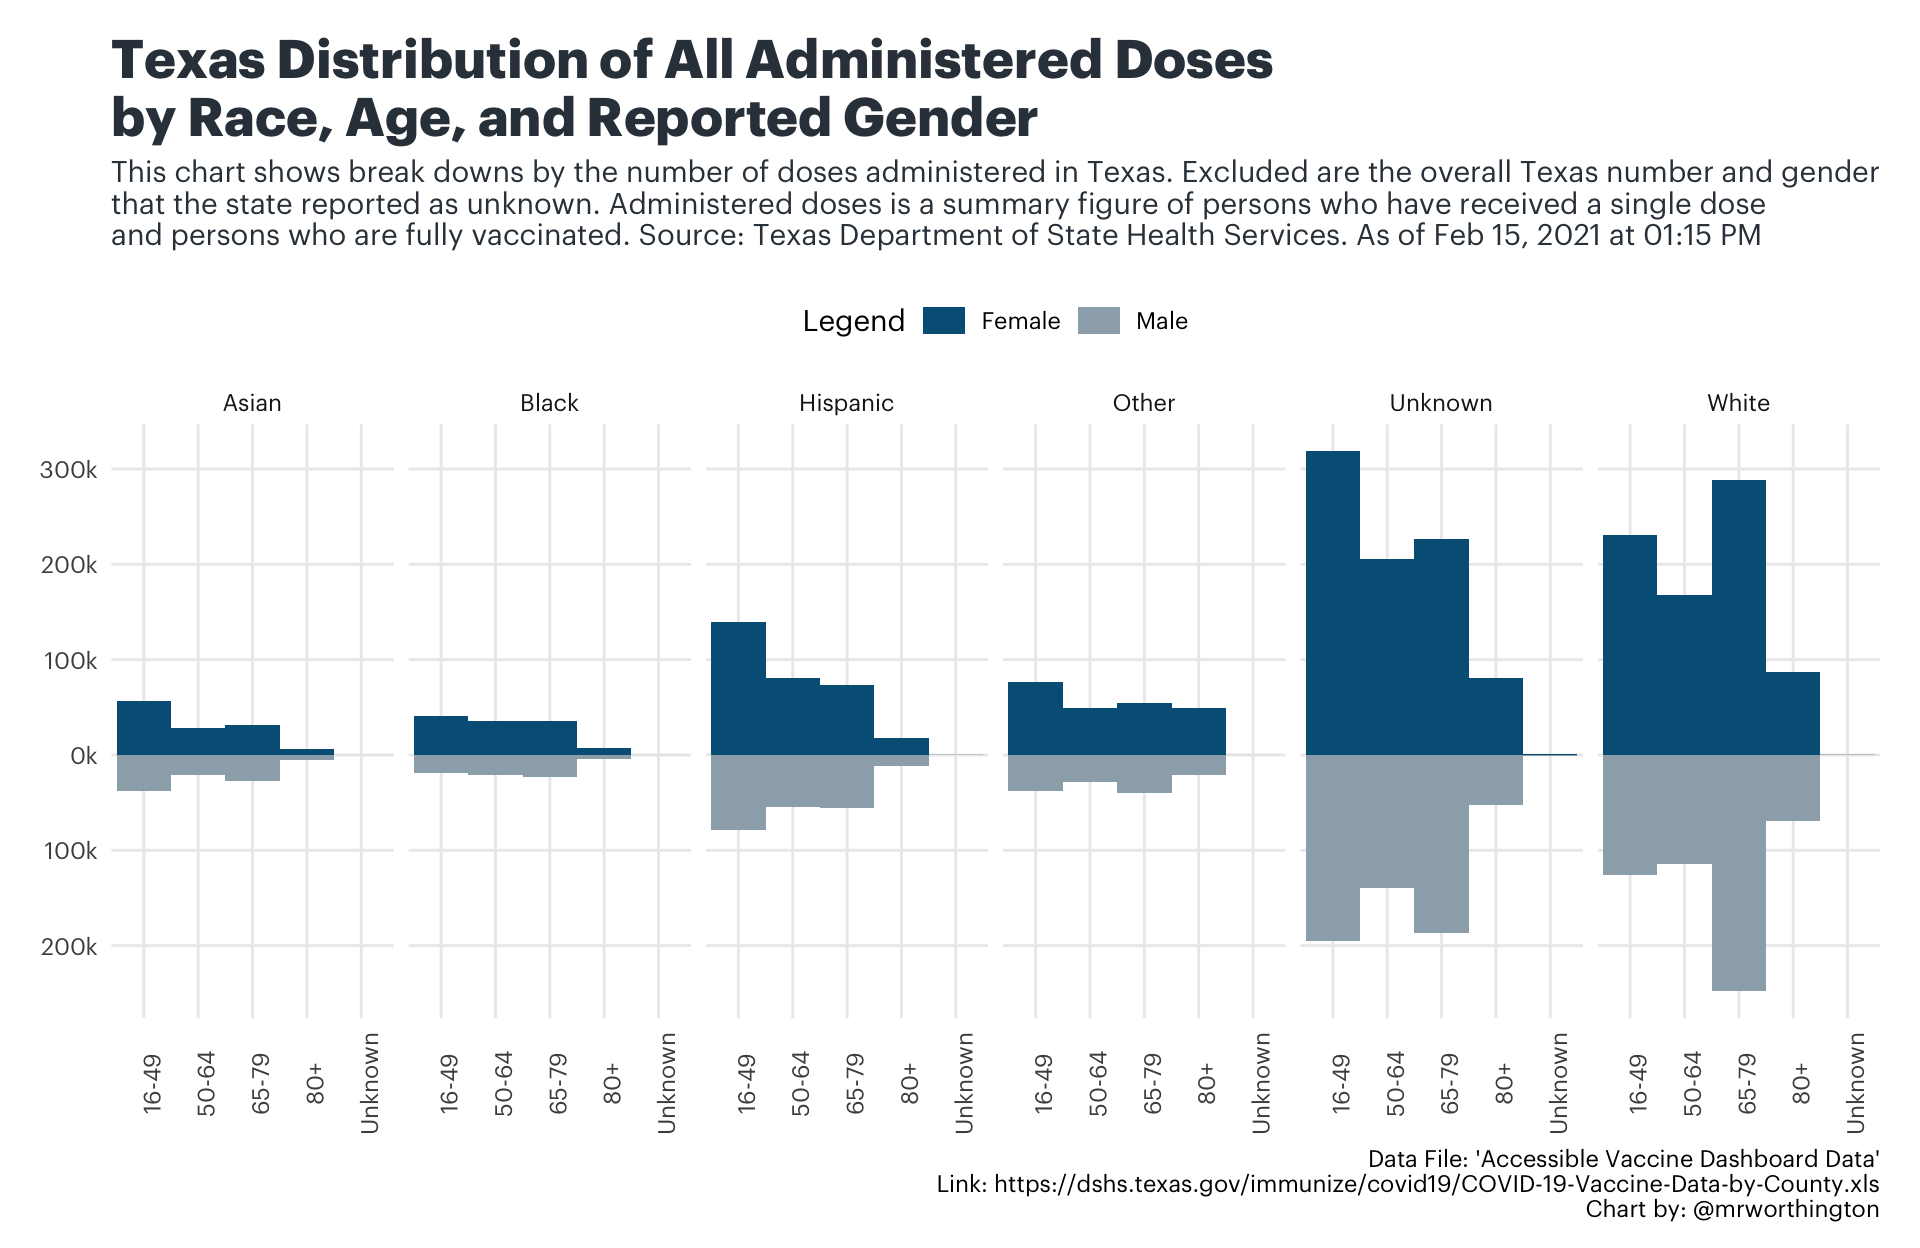 Texas Distribution of All Administered Doses
by Race, Age, and Reported Gender
This chart shows break downs by the number of doses administered in Texas. Excluded are the overall Texas number and gender
that the state reported as unknown. Administered doses is a summary figure of persons who have received a single dose
and persons who are fully vaccinated. Source: Texas Department of State Health Services. As of Feb 15, 2021 at 01:15 PM
Legend Female Male
Asian Black Hispanic Other Unknown White
300k
200k
100k
0k
100k
200k
16-49 50-64 65-79 80+ Unknown 16-49 50-64 65-79 80+ Unknown 16-49 50-64 65-79 80+ Unknown 16-49 50-64 65-79 80+ Unknown 16-49 50-64 65-79 80+ Unknown 16-49 50-64 65-79 80+ Unknown
Data File: 'Accessible Vaccine Dashboard Data'
Link: https://dshs.texas.gov/immunize/covid19/COVID-19-Vaccine-Data-by-County.xls
Chart by: @mrworthington